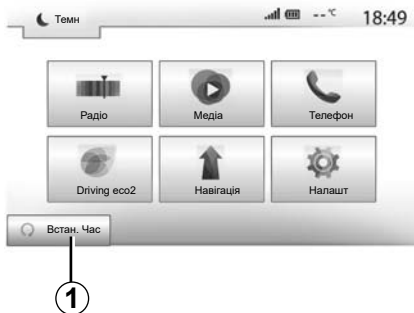 Темн
--°C
18:49
Радіо
Медіа
Телефон
Driving eco2
Навігація
Налашт
Встан. Час
1